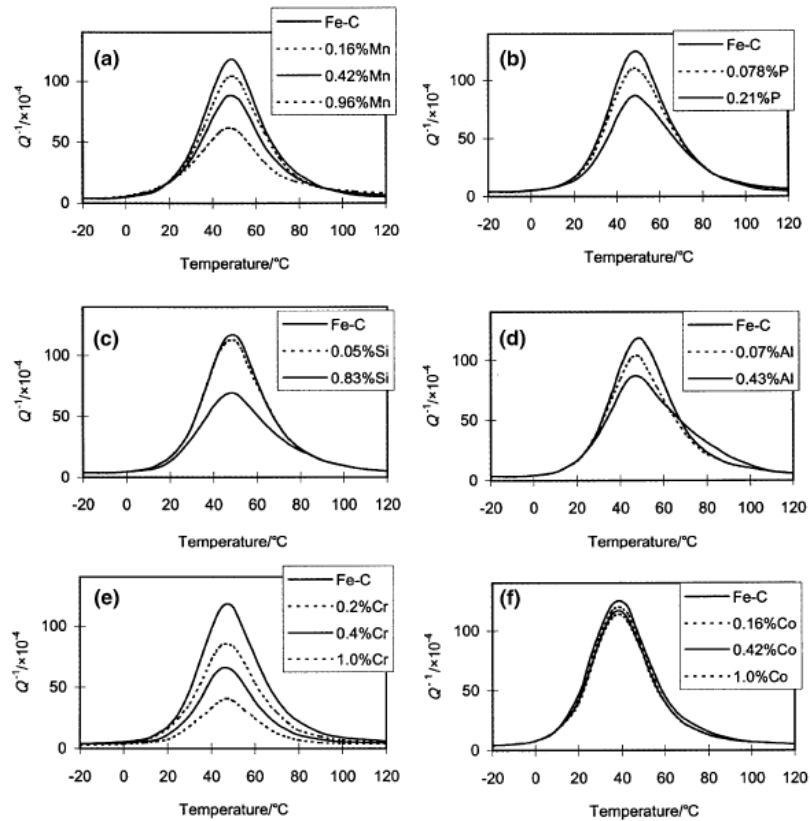 (a)
Fe-C
0.16%Mn
0.42%Mn
0.96%Mn
Q⁻¹/×10⁻⁴
100
50
0
-20 0 20 40 60 80 100 120
Temperature/°C
(b)
Fe-C
0.078%P
0.21%P
Q⁻¹/×10⁻⁴
100
50
0
-20 0 20 40 60 80 100 120
Temperature/°C
(c)
Fe-C
0.05%Si
0.83%Si
Q⁻¹/×10⁻⁴
100
50
0
-20 0 20 40 60 80 100 120
Temperature/°C
(d)
Fe-C
0.07%Al
0.43%Al
Q⁻¹/×10⁻⁴
100
50
0
-20 0 20 40 60 80 100 120
Temperature/°C
(e)
Fe-C
0.2%Cr
0.4%Cr
1.0%Cr
Q⁻¹/×10⁻⁴
100
50
0
-20 0 20 40 60 80 100 120
Temperature/°C
(f)
Fe-C
0.16%Co
0.42%Co
1.0%Co
Q⁻¹/×10⁻⁴
100
50
0
-20 0 20 40 60 80 100 120
Temperature/°C